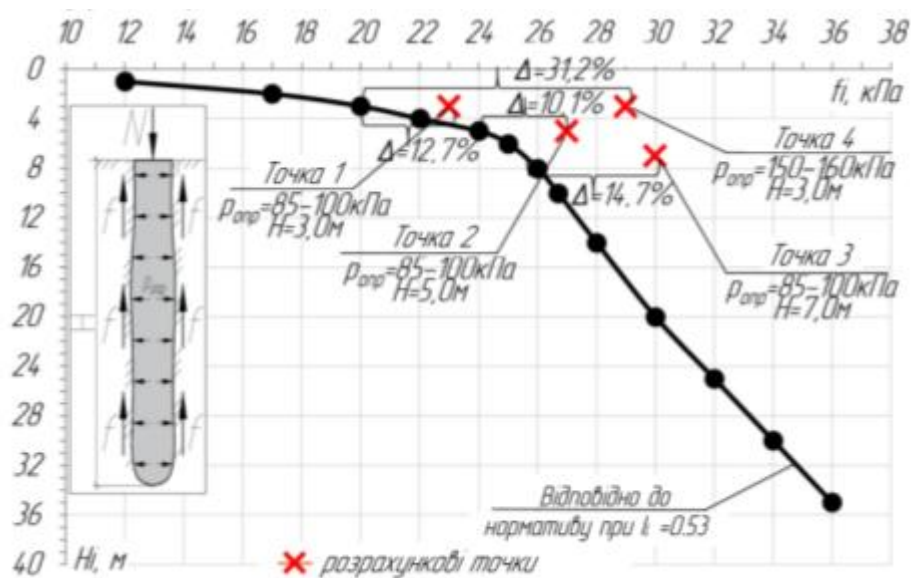 10 12 14 16 18 20 22 24 26 28 30 32 34 36 38
0
4
8
12
16
20
24
28
32
36
40
fi, кПа
Δ=31,2%
Δ=10,1%
Δ=12,7%
Δ=14,7%
Точка 1
pопр=85-100кПа
H=3,0м
Точка 2
pопр=85-100кПа
H=5,0м
Точка 4
pопр=150-160кПа
H=3,0м
Точка 3
pопр=85-100кПа
H=7,0м
N
f
f
f
f
f
f
H
Відповідно до
нормативу при Il =0.53
Hi, м
розрахункові точки